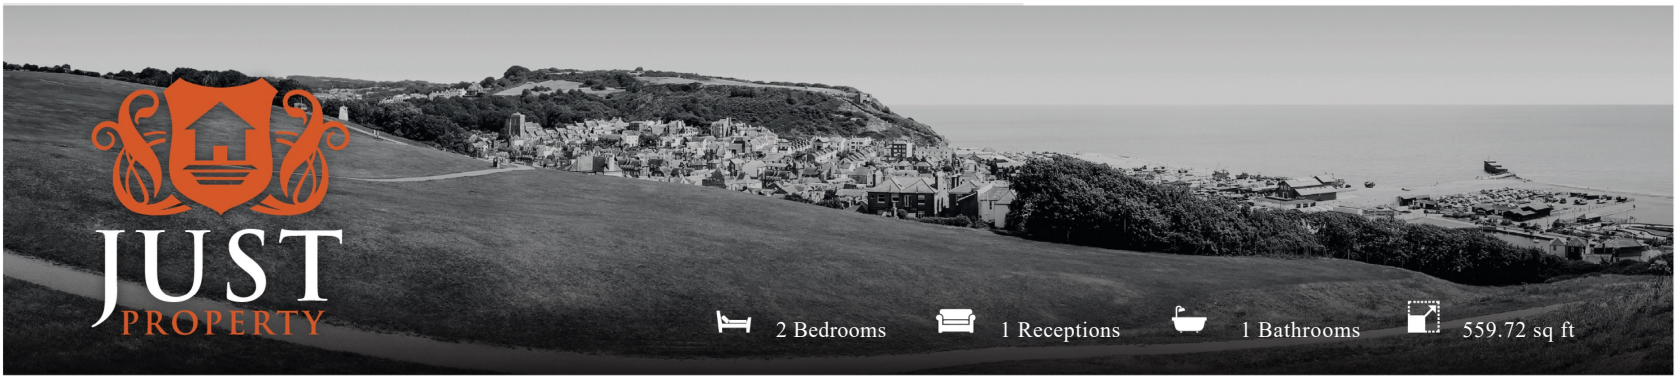 JUST
PROPERTY
2 Bedrooms
1 Receptions
1 Bathrooms
559.72 sq ft